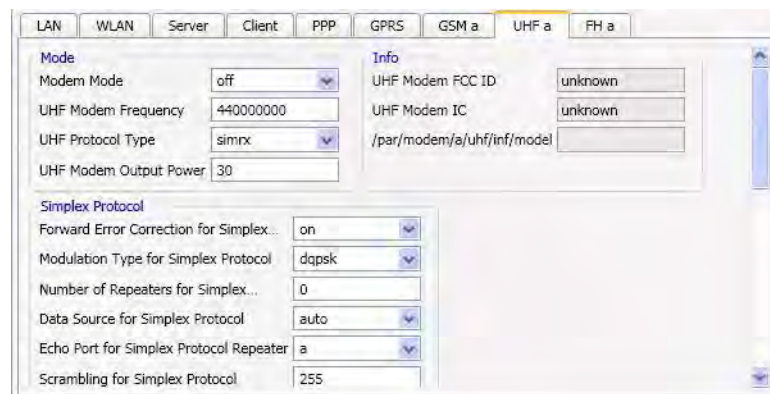 LAN WLAN Server Client PPP GPRS GSM a UHF a FH a
Mode
Modem Mode off
UHF Modem Frequency 440000000
UHF Protocol Type simrx
UHF Modem Output Power 30
Info
UHF Modem FCC ID unknown
UHF Modem IC unknown
/par/modem/a/uhf/inf/model
Simplex Protocol
Forward Error Correction for Simplex... on
Modulation Type for Simplex Protocol dqpsk
Number of Repeaters for Simplex... 0
Data Source for Simplex Protocol auto
Echo Port for Simplex Protocol Repeater a
Scrambling for Simplex Protocol 255